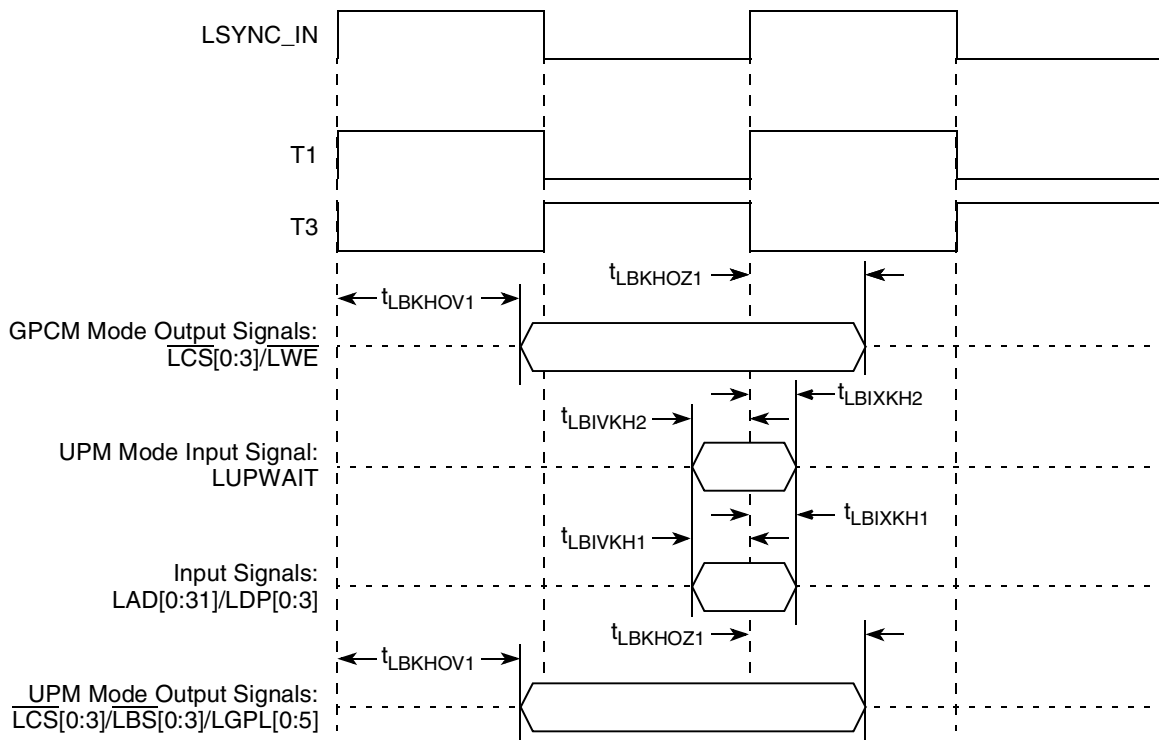 LSYNC_IN
T1
T3
tLBKHOZ1
tLBKHOV1
GPCM Mode Output Signals:
LCS[0:3]/LWE
tLBIXKH2
tLBIVKH2
UPM Mode Input Signal:
LUPWAIT
tLBIXKH1
tLBIVKH1
Input Signals:
LAD[0:31]/LDP[0:3]
tLBKHOZ1
tLBKHOV1
UPM Mode Output Signals:
LCS[0:3]/LBS[0:3]/LGPL[0:5]